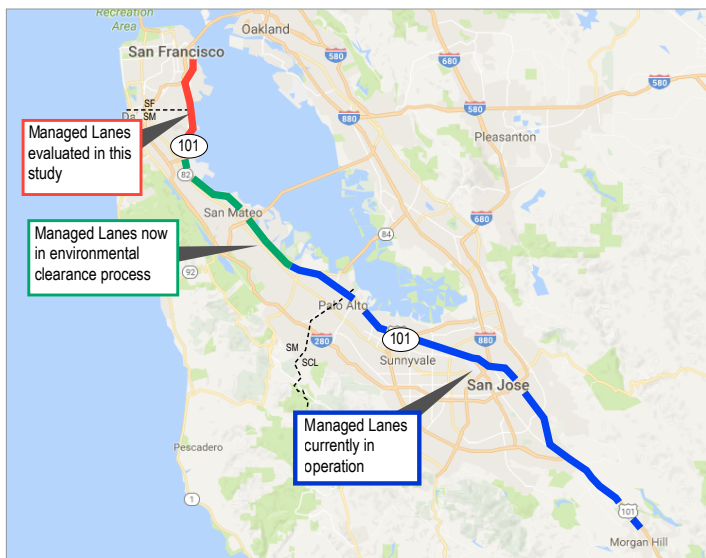 Recreation
Area
Oakland
San Francisco
580
680
580
SF
SM
Da
880
580
Managed Lanes
evaluated in this
study
101
Pleasanton
82
680
San Mateo
84
Managed Lanes now
in environmental
clearance process
92
Palo Alto
280
101
880
SM
SCL
Sunnyvale
San Jose
Managed Lanes
currently in
operation
Pescadero
1
101
Morgan Hill